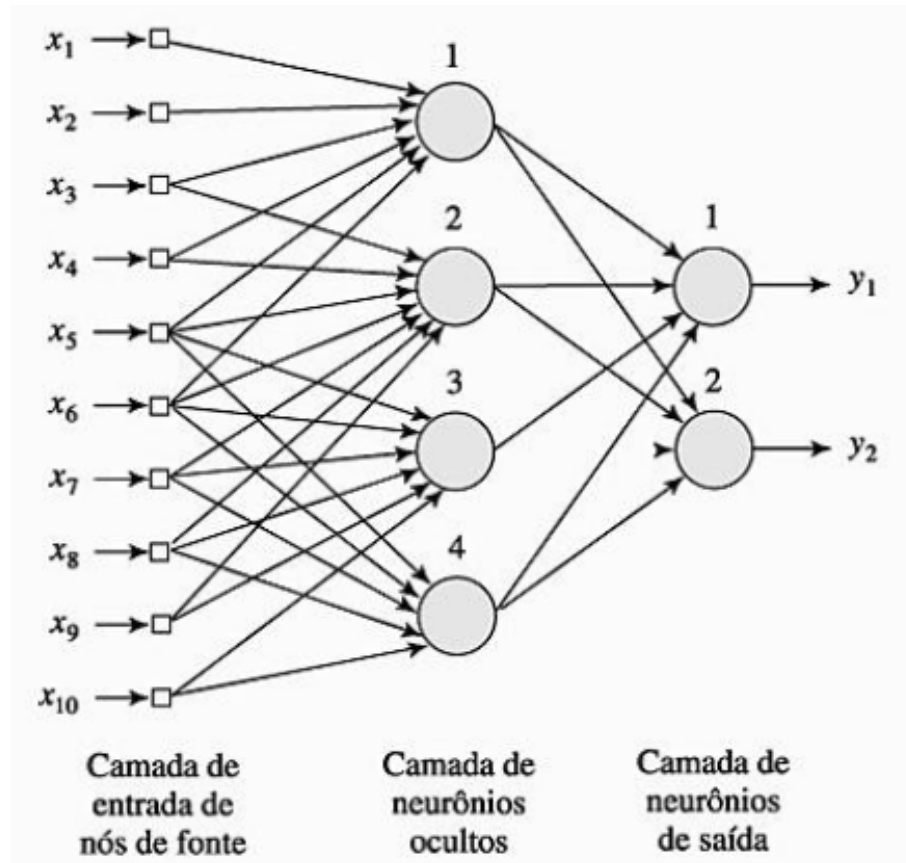 x1
x2
x3
x4
x5
x6
x7
x8
x9
x10
1
2
3
4
1
2
y1
y2
Camada de
entrada de
nós de fonte
Camada de
neurônios
ocultos
Camada de
neurônios
de saída